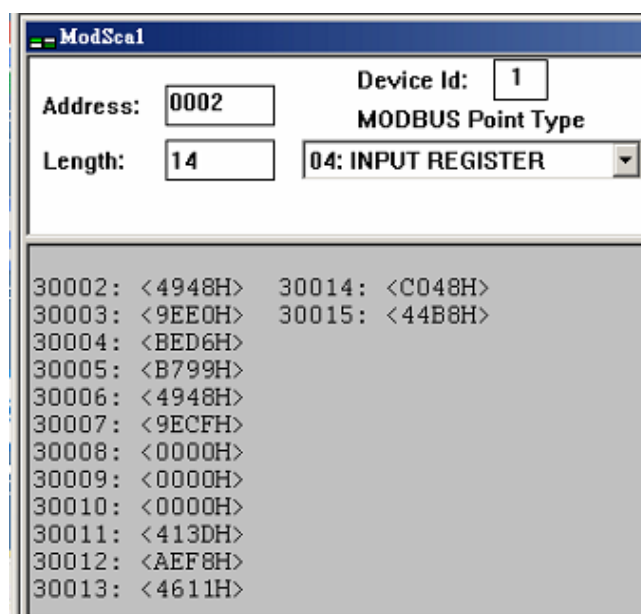 ModSca1
Device Id: 1
Address: 0002
MODBUS Point Type
Length: 14
04: INPUT REGISTER
30002: <4948H> 30014: <C048H>
30003: <9EE0H> 30015: <44B8H>
30004: <BED6H>
30005: <B799H>
30006: <4948H>
30007: <9ECFH>
30008: <0000H>
30009: <0000H>
30010: <0000H>
30011: <413DH>
30012: <AEF8H>
30013: <4611H>